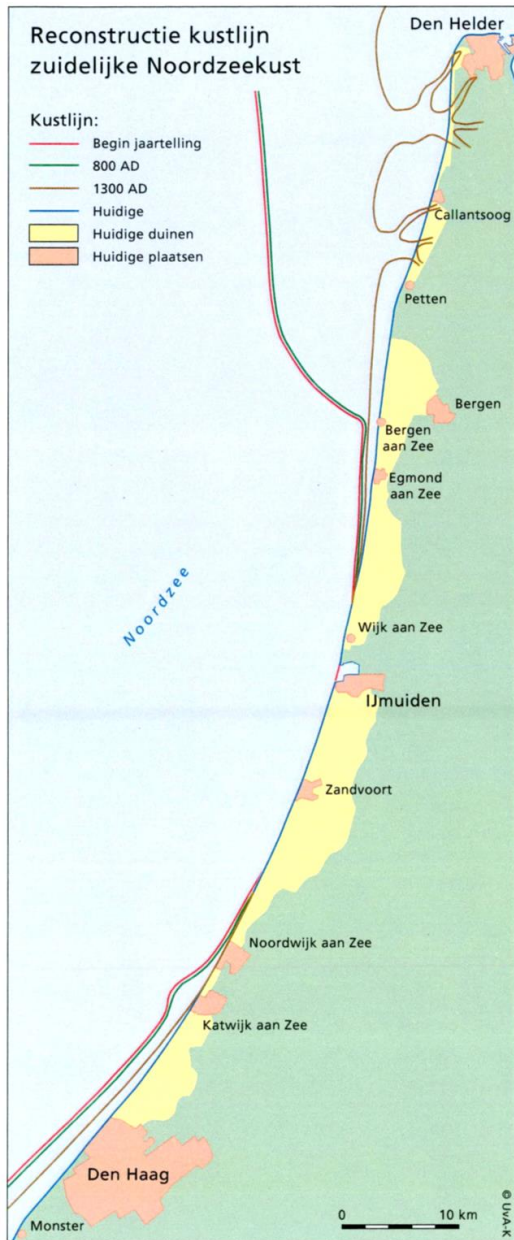 Reconstructie kustlijn
zuidelijke Noordzeekust
Kustlijn:
Begin jaartelling
800 AD
1300 AD
Huidige
Huidige duinen
Huidige plaatsen
Den Helder
Callantsoog
Petten
Bergen
Bergen
aan Zee
Egmond
aan Zee
Noordzee
Wijk aan Zee
IJmuiden
Zandvoort
Noordwijk aan Zee
Katwijk aan Zee
Den Haag
Monster
0 10 km
© UvA-K